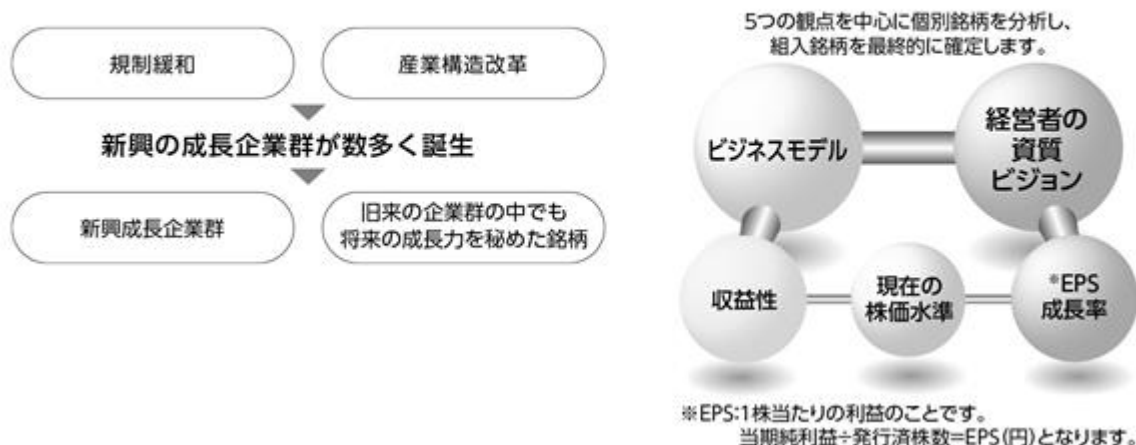 規制緩和
産業構造改革
新興の成長企業群が数多く誕生
新興成長企業群
旧来の企業群の中でも
将来の成長力を秘めた銘柄
5つの観点を中心に個別銘柄を分析し、
組入銘柄を最終的に確定します。
ビジネスモデル
経営者の
資質
ビジョン
収益性
現在の
株価水準
※EPS
成長率
※EPS:1株当たりの利益のことです。
当期純利益÷発行済株数=EPS(円)となります。